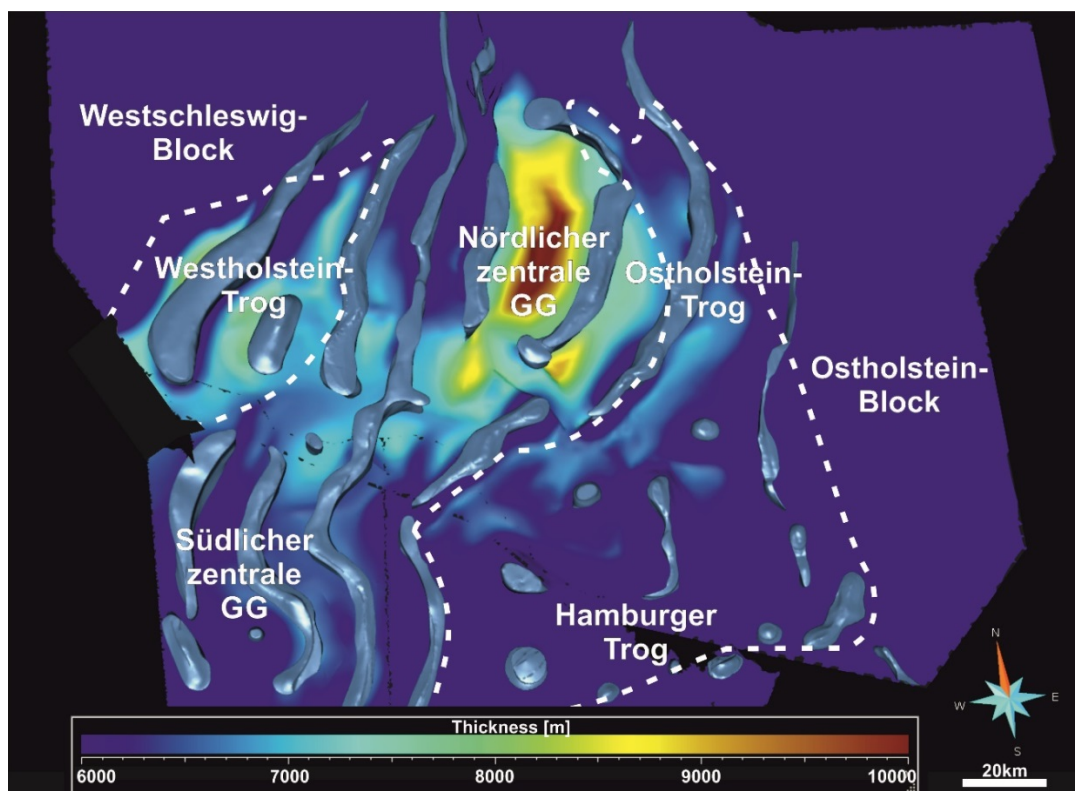 Westschleswig-
Block
Westholstein-
Trog
Nördlicher
zentrale
GG
Ostholstein-
Trog
Ostholstein-
Block
Südlicher
zentrale
GG
Hamburger
Trog
N
W
E
S
20km
Thickness [m]
6000
7000
8000
9000
10000